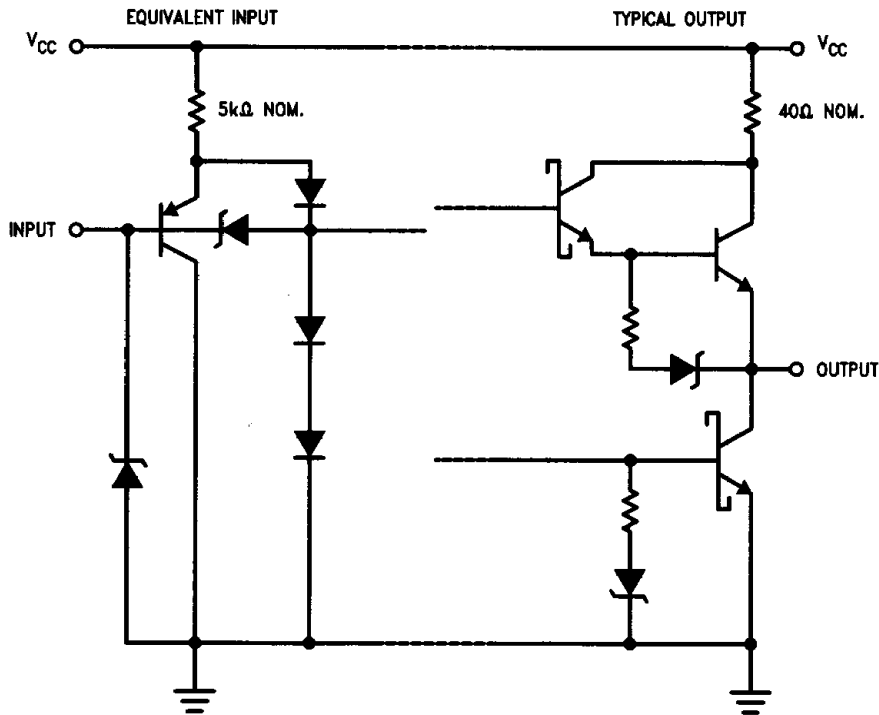 EQUIVALENT INPUT
TYPICAL OUTPUT
VCC
VCC
5kΩ NOM.
40Ω NOM.
INPUT
OUTPUT